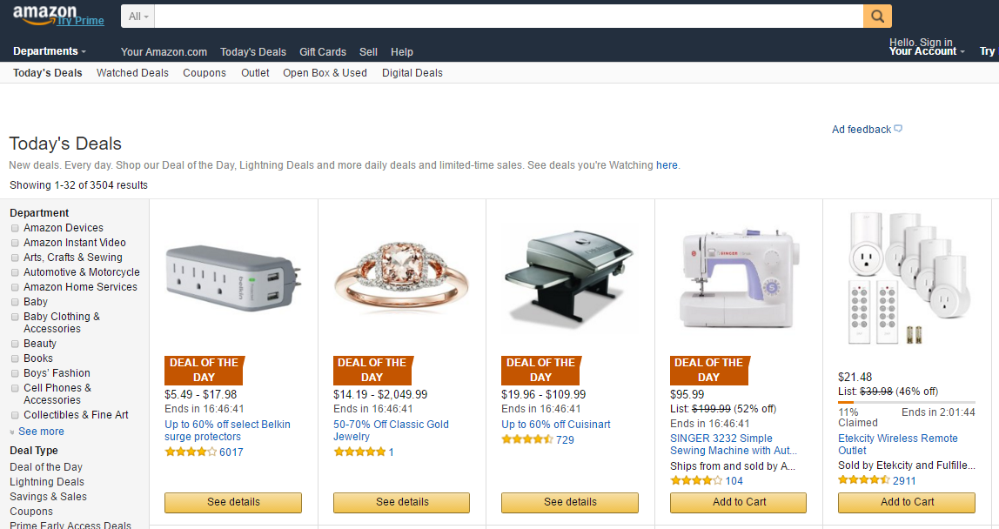 amazon
Try Prime
All
Departments
Your Amazon.com Today's Deals Gift Cards Sell Help
Hello. Sign in
Your Account
Try
Today's Deals Watched Deals Coupons Outlet Open Box & Used Digital Deals
Ad feedback
Today's Deals
New deals. Every day. Shop our Deal of the Day, Lightning Deals and more daily deals and limited-time sales. See deals you're Watching here.
Showing 1-32 of 3504 results
Department
Amazon Devices
Amazon Instant Video
Arts, Crafts & Sewing
Automotive & Motorcycle
Amazon Home Services
Baby
Baby Clothing &
Accessories
Beauty
Books
Boys' Fashion
Cell Phones &
Accessories
Collectibles & Fine Art
See more
Deal Type
Deal of the Day
Lightning Deals
Savings & Sales
Coupons
Prime Early Access Deals
belkin
DEAL OF THE
DAY
$5.49 - $17.98
Ends in 16:46:41
Up to 60% off select Belkin
surge protectors
6017
See details
DEAL OF THE
DAY
$14.19 - $2,049.99
Ends in 16:46:41
50-70% Off Classic Gold
Jewelry
1
See details
DEAL OF THE
DAY
$19.96 - $109.99
Ends in 16:46:41
Up to 60% off Cuisinart
729
See details
SINGER
S
DEAL OF THE
DAY
$95.99
List: $199.99 (52% off)
Ends in 16:46:41
SINGER 3232 Simple
Sewing Machine with Aut...
Ships from and sold by A...
104
Add to Cart
$21.48
List: $39.98 (46% off)
11%
Claimed
Ends in 2:01:44
Etekcity Wireless Remote
Outlet
Sold by Etekcity and Fulfille...
2911
Add to Cart